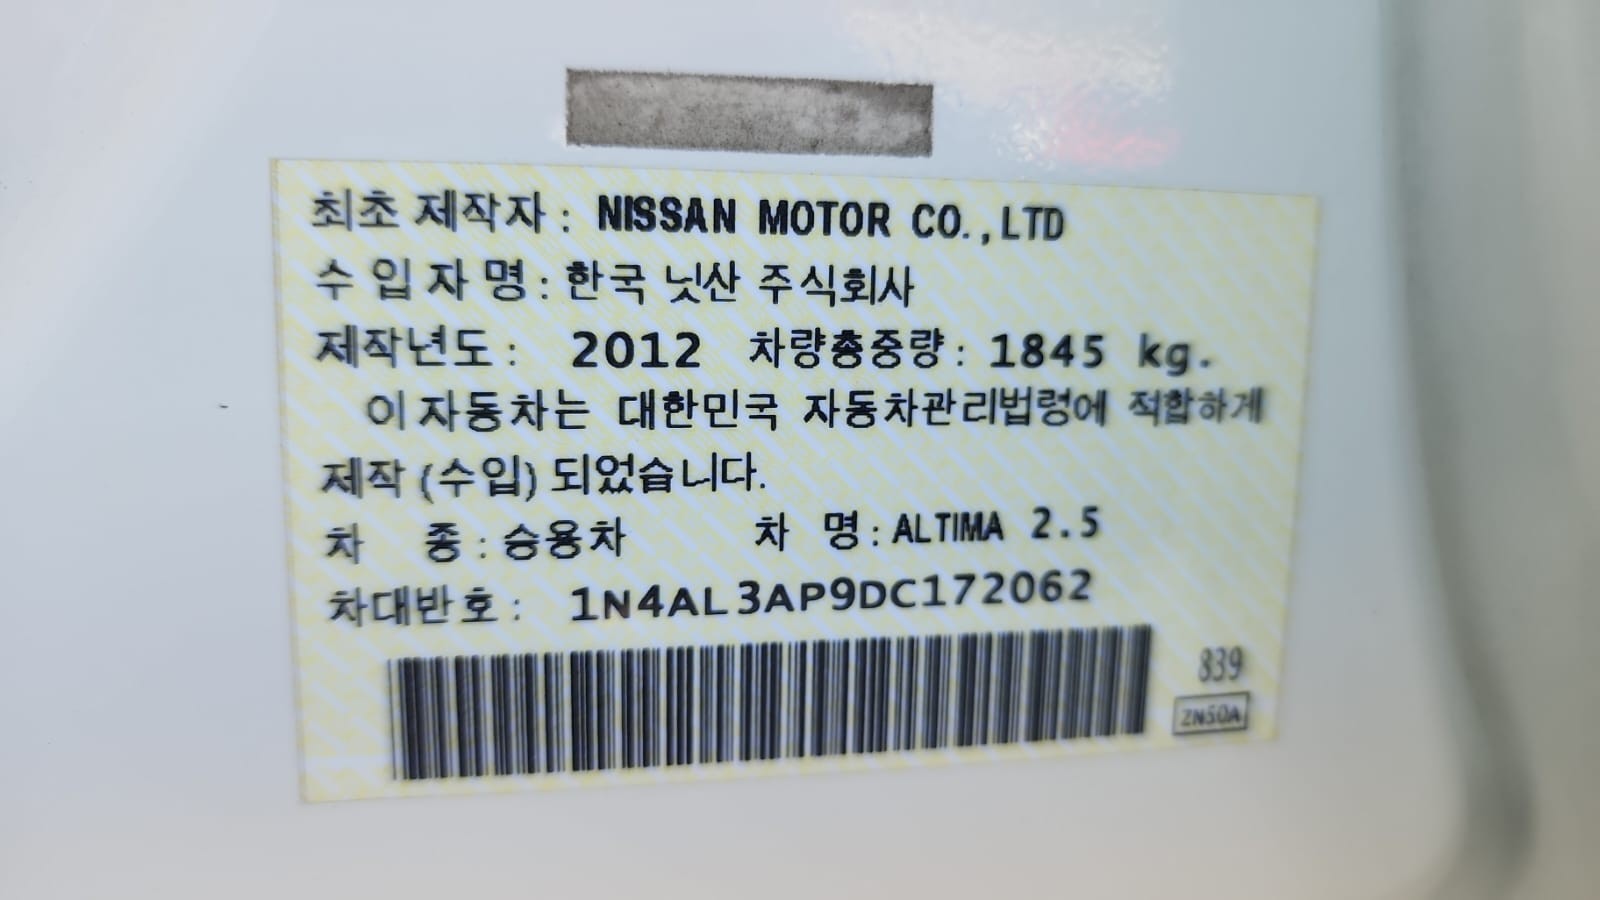 최초 제작자 : NISSAN MOTOR CO.,LTD
수 입 자 명 : 한국 닛산 주식회사
제작년도 : 2012 차량총중량 : 1845 kg.
이 자동차는 대한민국 자동차관리법령에 적합하게
제작 (수입) 되었습니다.
차 종 : 승용차 차 명 : ALTIMA 2.5
차대번호 : 1N4AL3AP9DC172062
839
ZN50A